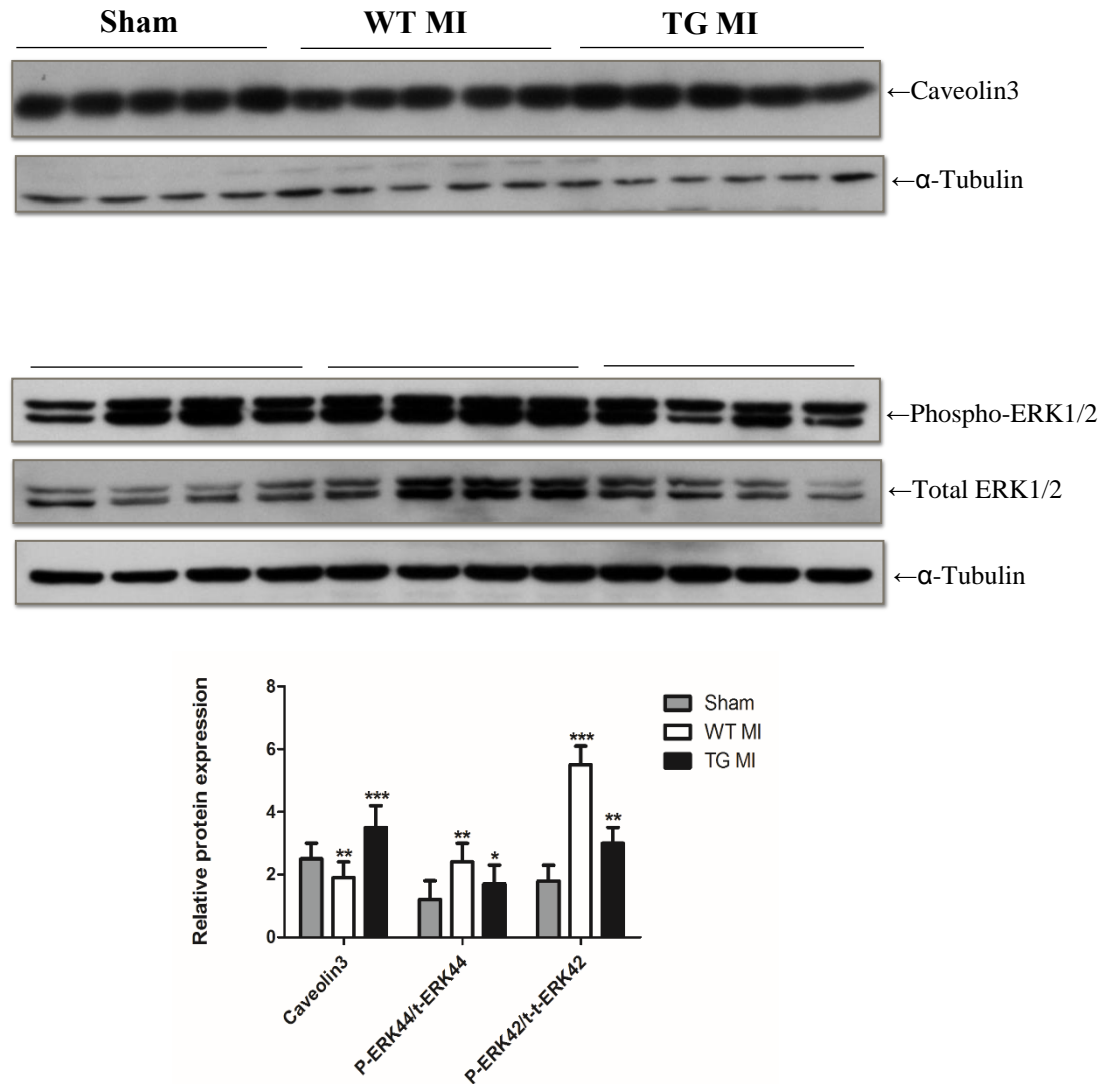 Sham WT MI TG MI
←Caveolin3
←α-Tubulin
←Phospho-ERK1/2
←Total ERK1/2
←α-Tubulin
Relative protein expression
8
6
4
2
0
**
***
**
*
***
**
Sham
WT MI
TG MI
Caveolin3
P-ERK44/t-ERK44
P-ERK42/t-t-ERK42